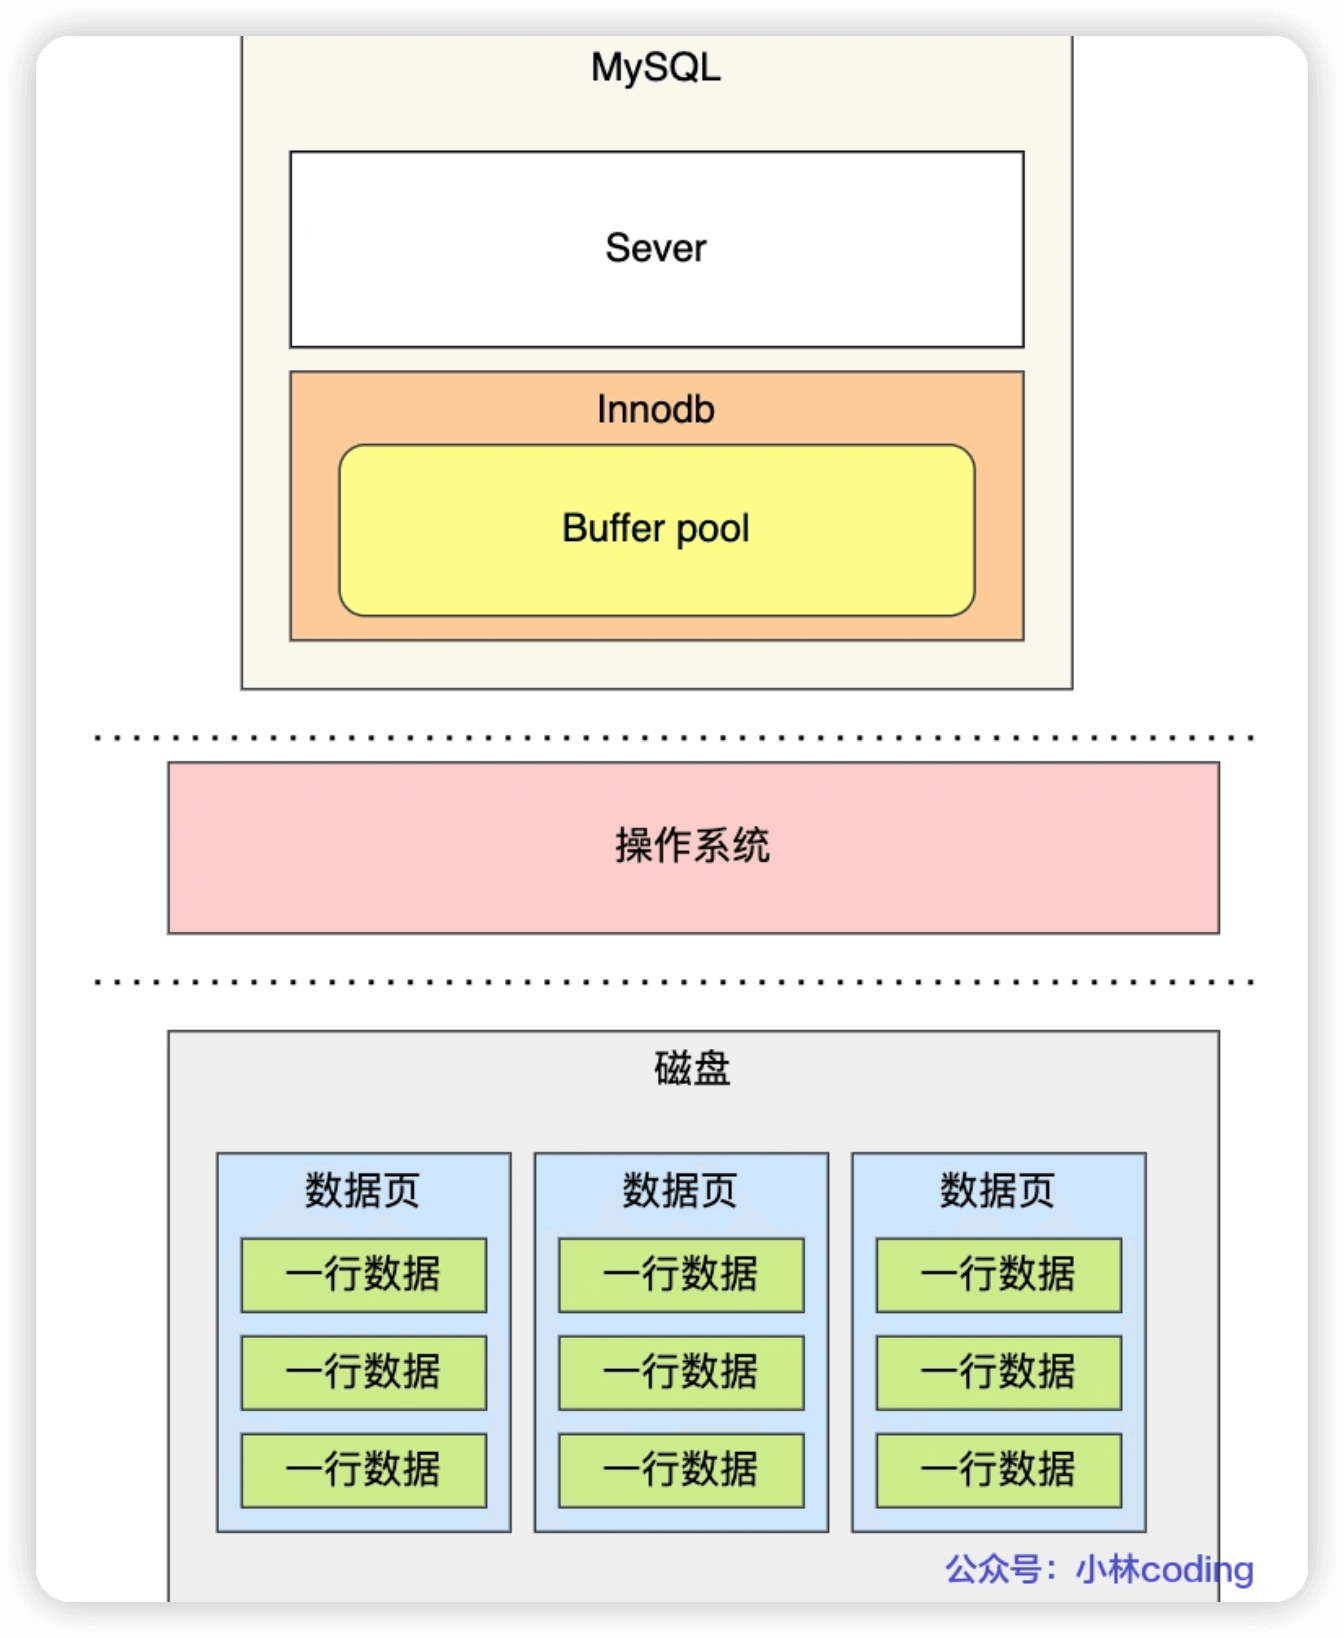 MySQL
Sever
Innodb
Buffer pool
操作系统
磁盘
数据页 数据页 数据页
一行数据 一行数据 一行数据
一行数据 一行数据 一行数据
一行数据 一行数据 一行数据
公众号：小林coding